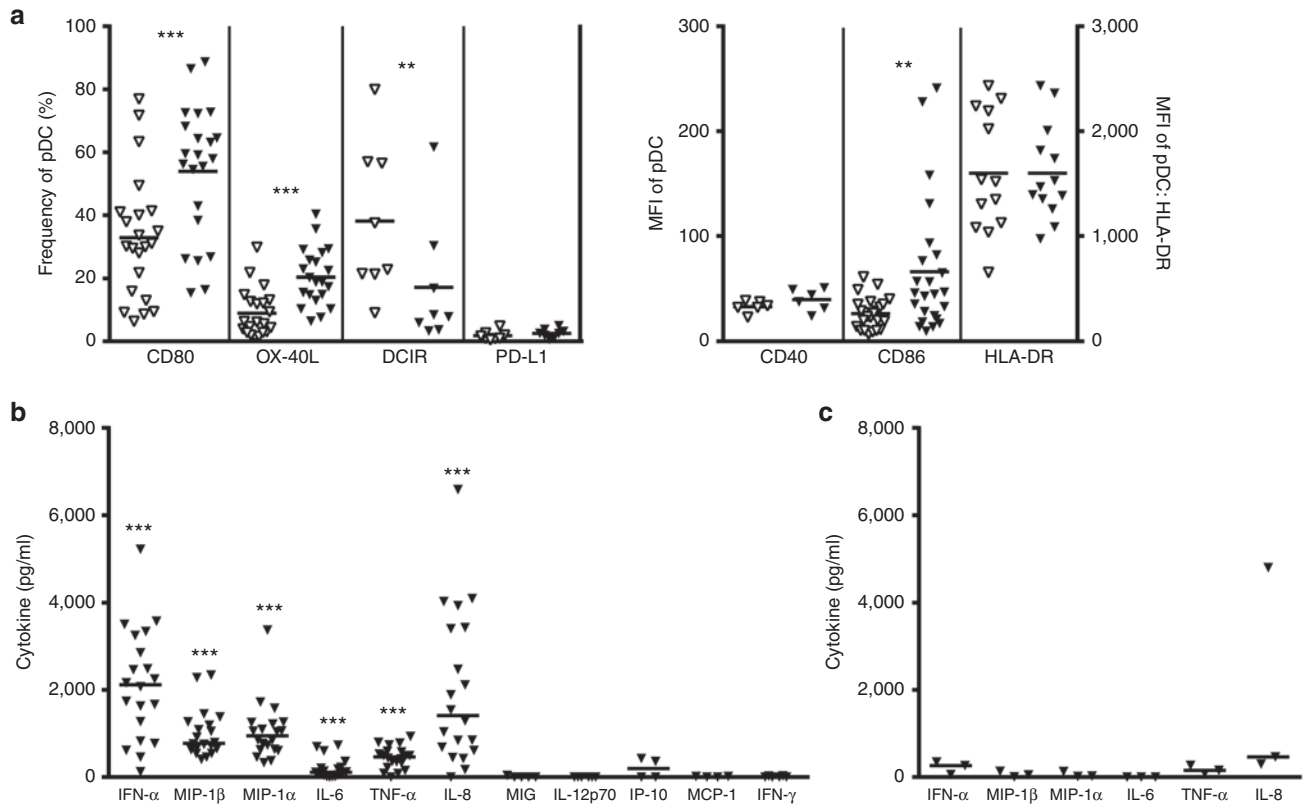 a
100
80
60
40
20
0
Frequency of pDC (%)
***
***
**
CD80 OX-40L DCIR PD-L1
300
200
100
0
MFI of pDC
**
3,000
2,000
1,000
0
MFI of pDC: HLA-DR
CD40 CD86 HLA-DR
b
8,000
6,000
4,000
2,000
0
Cytokine (pg/ml)
***
***
***
***
***
***
IFN-α MIP-1β MIP-1α IL-6 TNF-α IL-8 MIG IL-12p70 IP-10 MCP-1 IFN-γ
c
8,000
6,000
4,000
2,000
0
Cytokine (pg/ml)
IFN-α MIP-1β MIP-1α IL-6 TNF-α IL-8